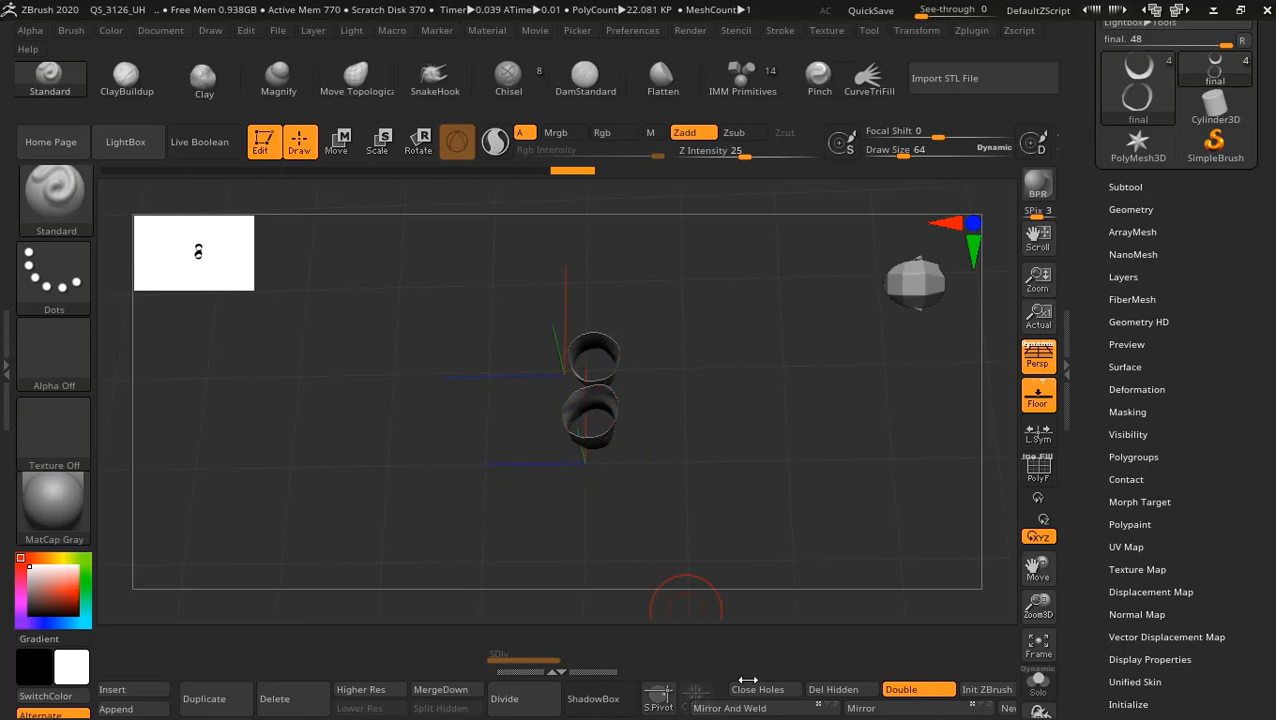 ZBrush 2020 QS_3126_UH • Free Mem 0.938GB • Active Mem 770 • Scratch Disk 370 • Timer▶0.039 ATime▶0.01 • PolyCount▶22.081 KP • MeshCount▶1 AC QuickSave See-through 0 DefaultZScript
Alpha Brush Color Document Draw Edit File Layer Light Macro Marker Material Movie Picker Preferences Render Stencil Stroke Texture Tool Transform Zplugin Zscript
Help
Lightbox▶Tools
final. 48 R
4 4
final final
Cylinder3D
PolyMesh3D SimpleBrush
8 14
Standard ClayBuildup Clay Magnify Move Topologica SnakeHook Chisel DamStandard Flatten IMM Primitives Pinch CurveTriFill Import STL File
Home Page LightBox Live Boolean Edit Draw Move Scale Rotate A Mrgb Rgb M Zadd Zsub Zcut
Rgb Intensity Z Intensity 25
S Focal Shift 0
Draw Size 64 Dynamic D
Standard
Dots
Alpha Off
Texture Off
MatCap Gray
Gradient
SwitchColor
Alternate
BPR
SPix 3
Scroll
Zoom
Actual
Dynamic
Persp
Floor
L.Sym
Line Fill
PolyF
Y
Z
XYZ
Move
Zoom3D
Frame
Dynamic
Solo
Subtool
Geometry
ArrayMesh
NanoMesh
Layers
FiberMesh
Geometry HD
Preview
Surface
Deformation
Masking
Visibility
Polygroups
Contact
Morph Target
Polypaint
UV Map
Texture Map
Displacement Map
Normal Map
Vector Displacement Map
Display Properties
Unified Skin
Initialize
SDiv
Insert Duplicate Delete Higher Res MergeDown Divide ShadowBox S.Pivot Close Holes Del Hidden Double Init ZBrush
Append Lower Res Split Hidden Mirror And Weld Mirror